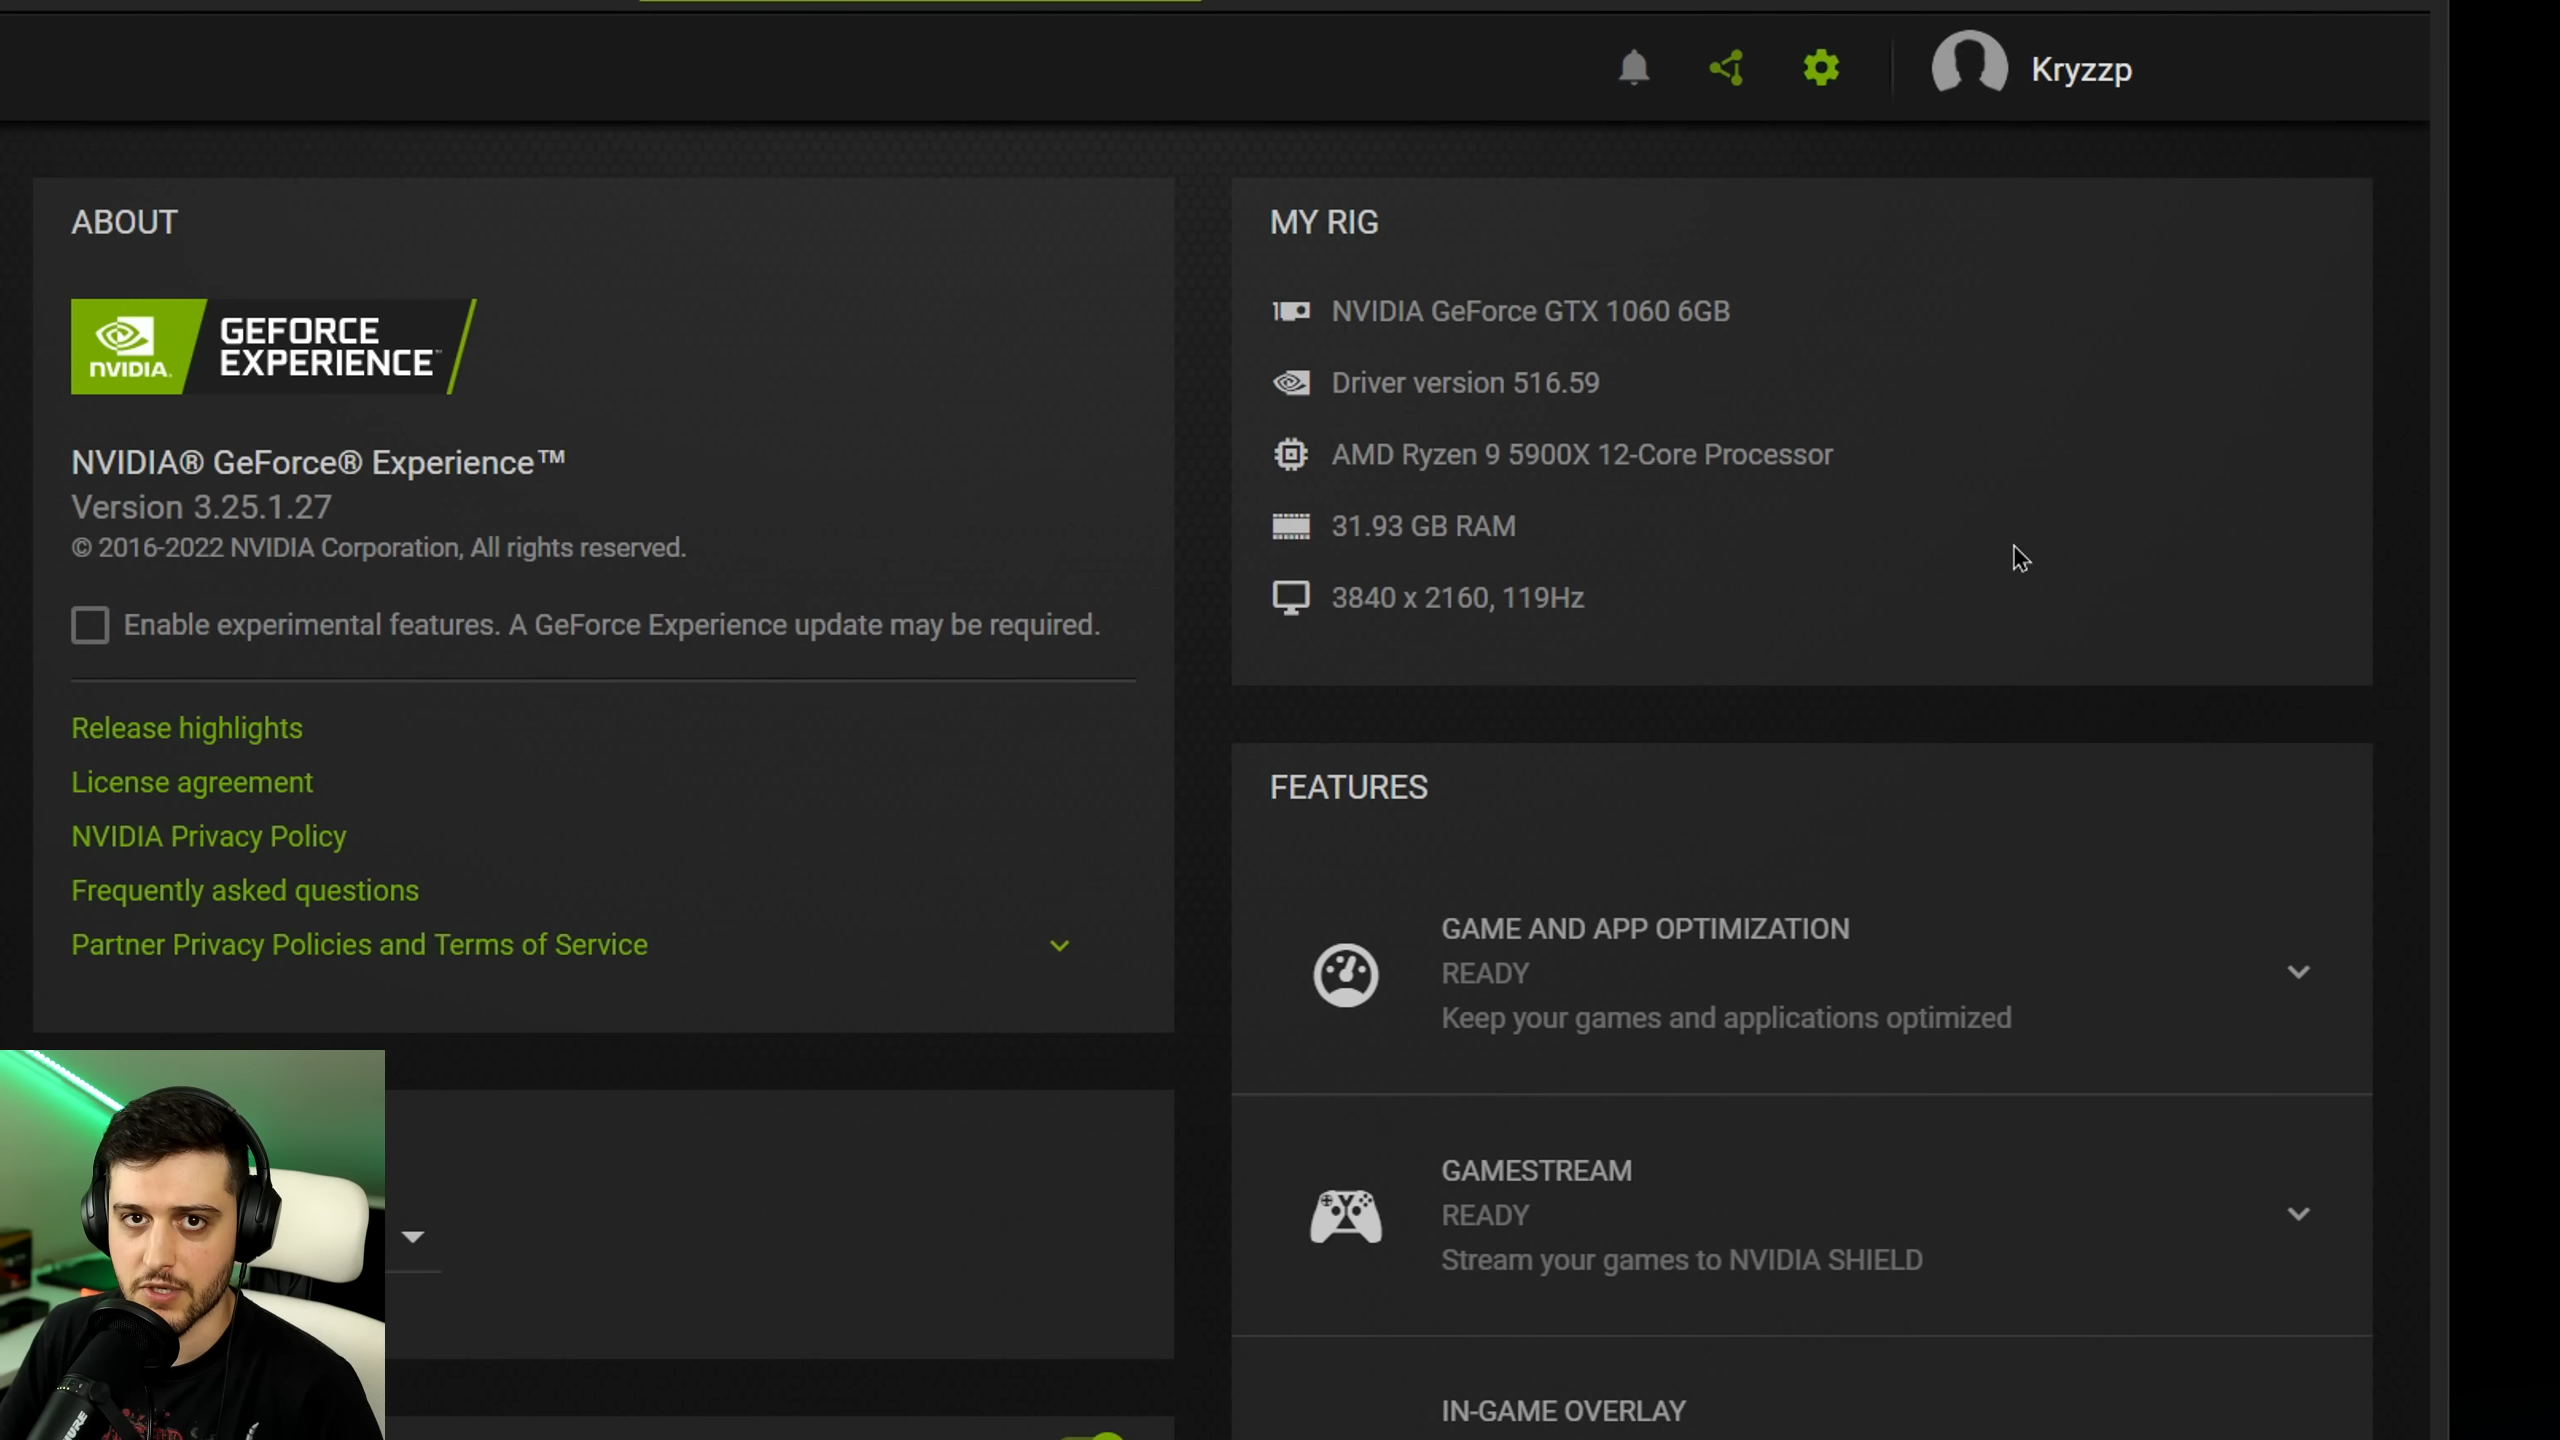 Kryzzp
ABOUT
NVIDIA.
GEFORCE
EXPERIENCE™
NVIDIA® GeForce® Experience™
Version 3.25.1.27
© 2016-2022 NVIDIA Corporation, All rights reserved.
Enable experimental features. A GeForce Experience update may be required.
Release highlights
License agreement
NVIDIA Privacy Policy
Frequently asked questions
Partner Privacy Policies and Terms of Service
MY RIG
NVIDIA GeForce GTX 1060 6GB
Driver version 516.59
AMD Ryzen 9 5900X 12-Core Processor
31.93 GB RAM
3840 x 2160, 119Hz
FEATURES
GAME AND APP OPTIMIZATION
READY
Keep your games and applications optimized
GAMESTREAM
READY
Stream your games to NVIDIA SHIELD
IN-GAME OVERLAY
SHURE